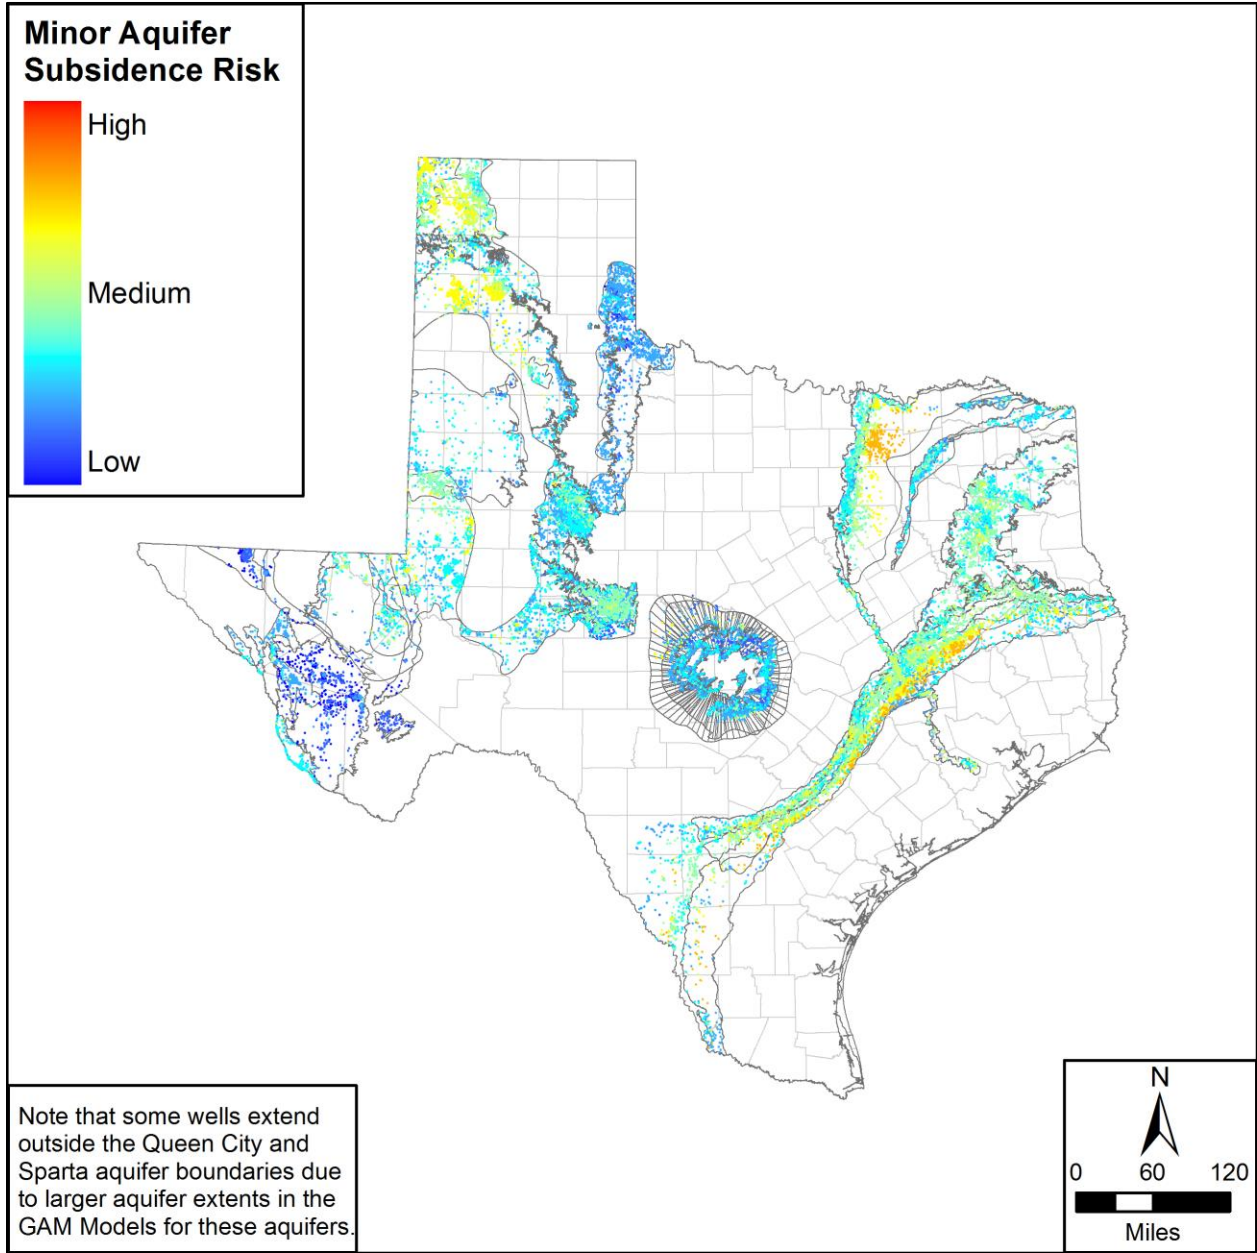 Minor Aquifer
Subsidence Risk
High
Medium
Low
Note that some wells extend
outside the Queen City and
Sparta aquifer boundaries due
to larger aquifer extents in the
GAM Models for these aquifers.
N
0 60 120
Miles